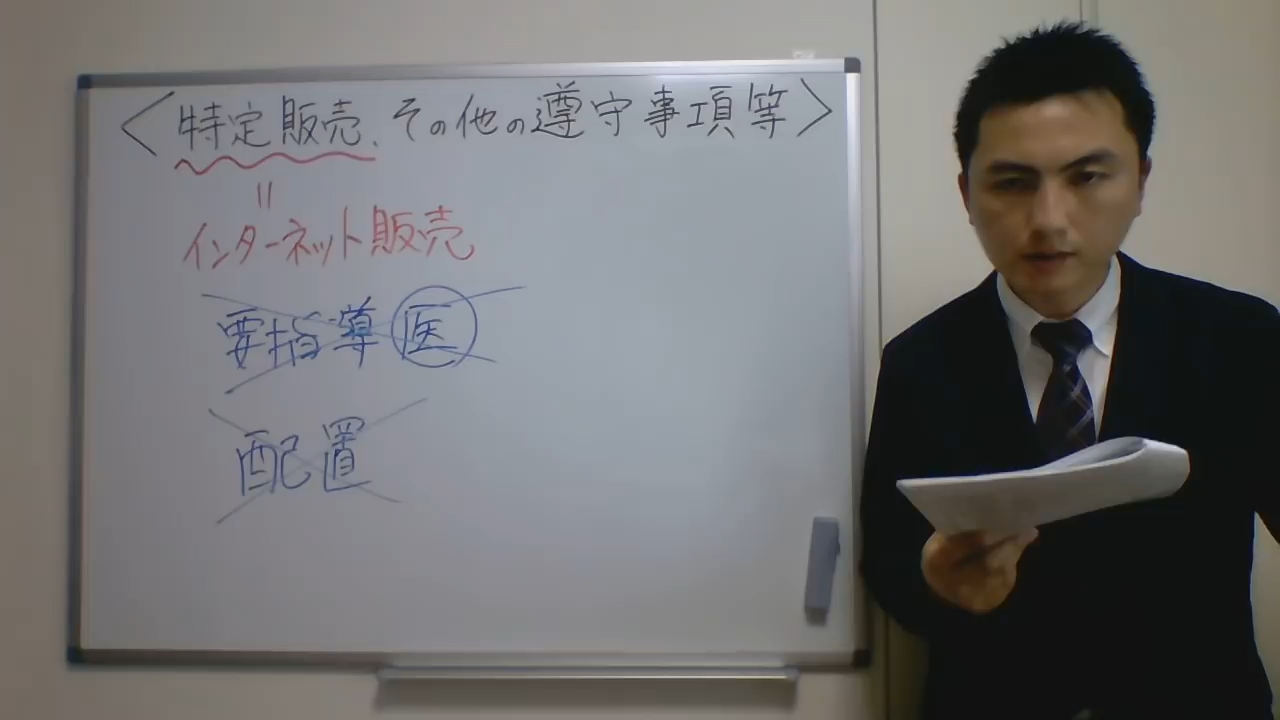 〈特定販売、その他の遵守事項等〉
=
インターネット販売
要指導医
配置